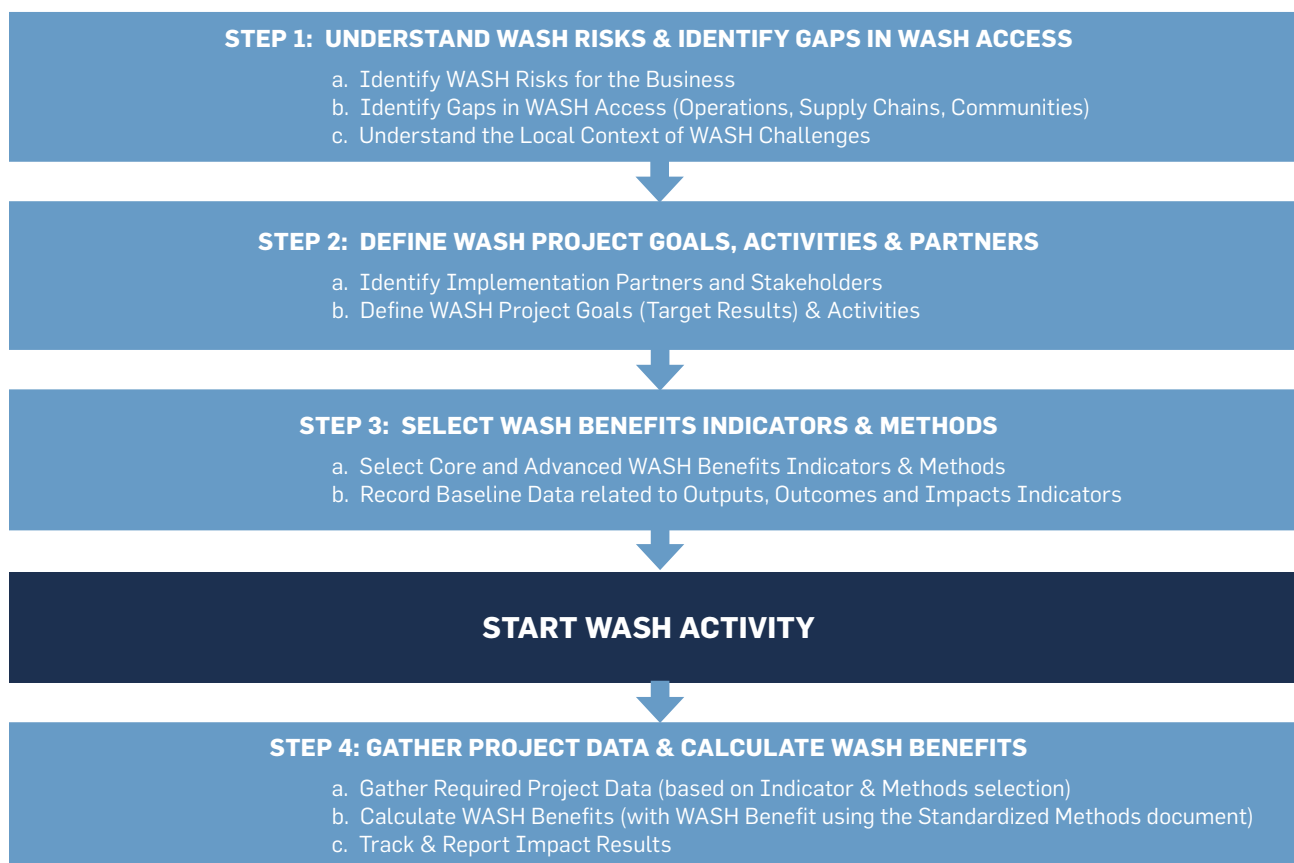 STEP 1: UNDERSTAND WASH RISKS & IDENTIFY GAPS IN WASH ACCESS
a. Identify WASH Risks for the Business
b. Identify Gaps in WASH Access (Operations, Supply Chains, Communities)
c. Understand the Local Context of WASH Challenges
STEP 2: DEFINE WASH PROJECT GOALS, ACTIVITIES & PARTNERS
a. Identify Implementation Partners and Stakeholders
b. Define WASH Project Goals (Target Results) & Activities
STEP 3: SELECT WASH BENEFITS INDICATORS & METHODS
a. Select Core and Advanced WASH Benefits Indicators & Methods
b. Record Baseline Data related to Outputs, Outcomes and Impacts Indicators
START WASH ACTIVITY
STEP 4: GATHER PROJECT DATA & CALCULATE WASH BENEFITS
a. Gather Required Project Data (based on Indicator & Methods selection)
b. Calculate WASH Benefits (with WASH Benefit using the Standardized Methods document)
c. Track & Report Impact Results